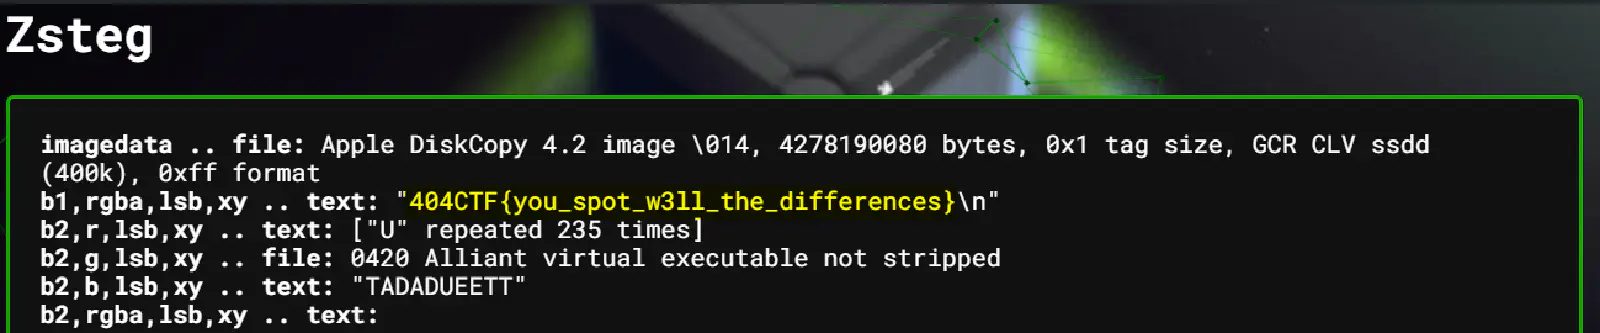 Zsteg
imagedata .. file: Apple DiskCopy 4.2 image \014, 4278190080 bytes, 0x1 tag size, GCR CLV ssdd
(400k), 0xff format
b1,rgba,lsb,xy .. text: "404CTF{you_spot_w3ll_the_differences}\n"
b2,r,lsb,xy .. text: ["U" repeated 235 times]
b2,g,lsb,xy .. file: 0420 Alliant virtual executable not stripped
b2,b,lsb,xy .. text: "TADADUEETT"
b2,rgba,lsb,xy .. text: